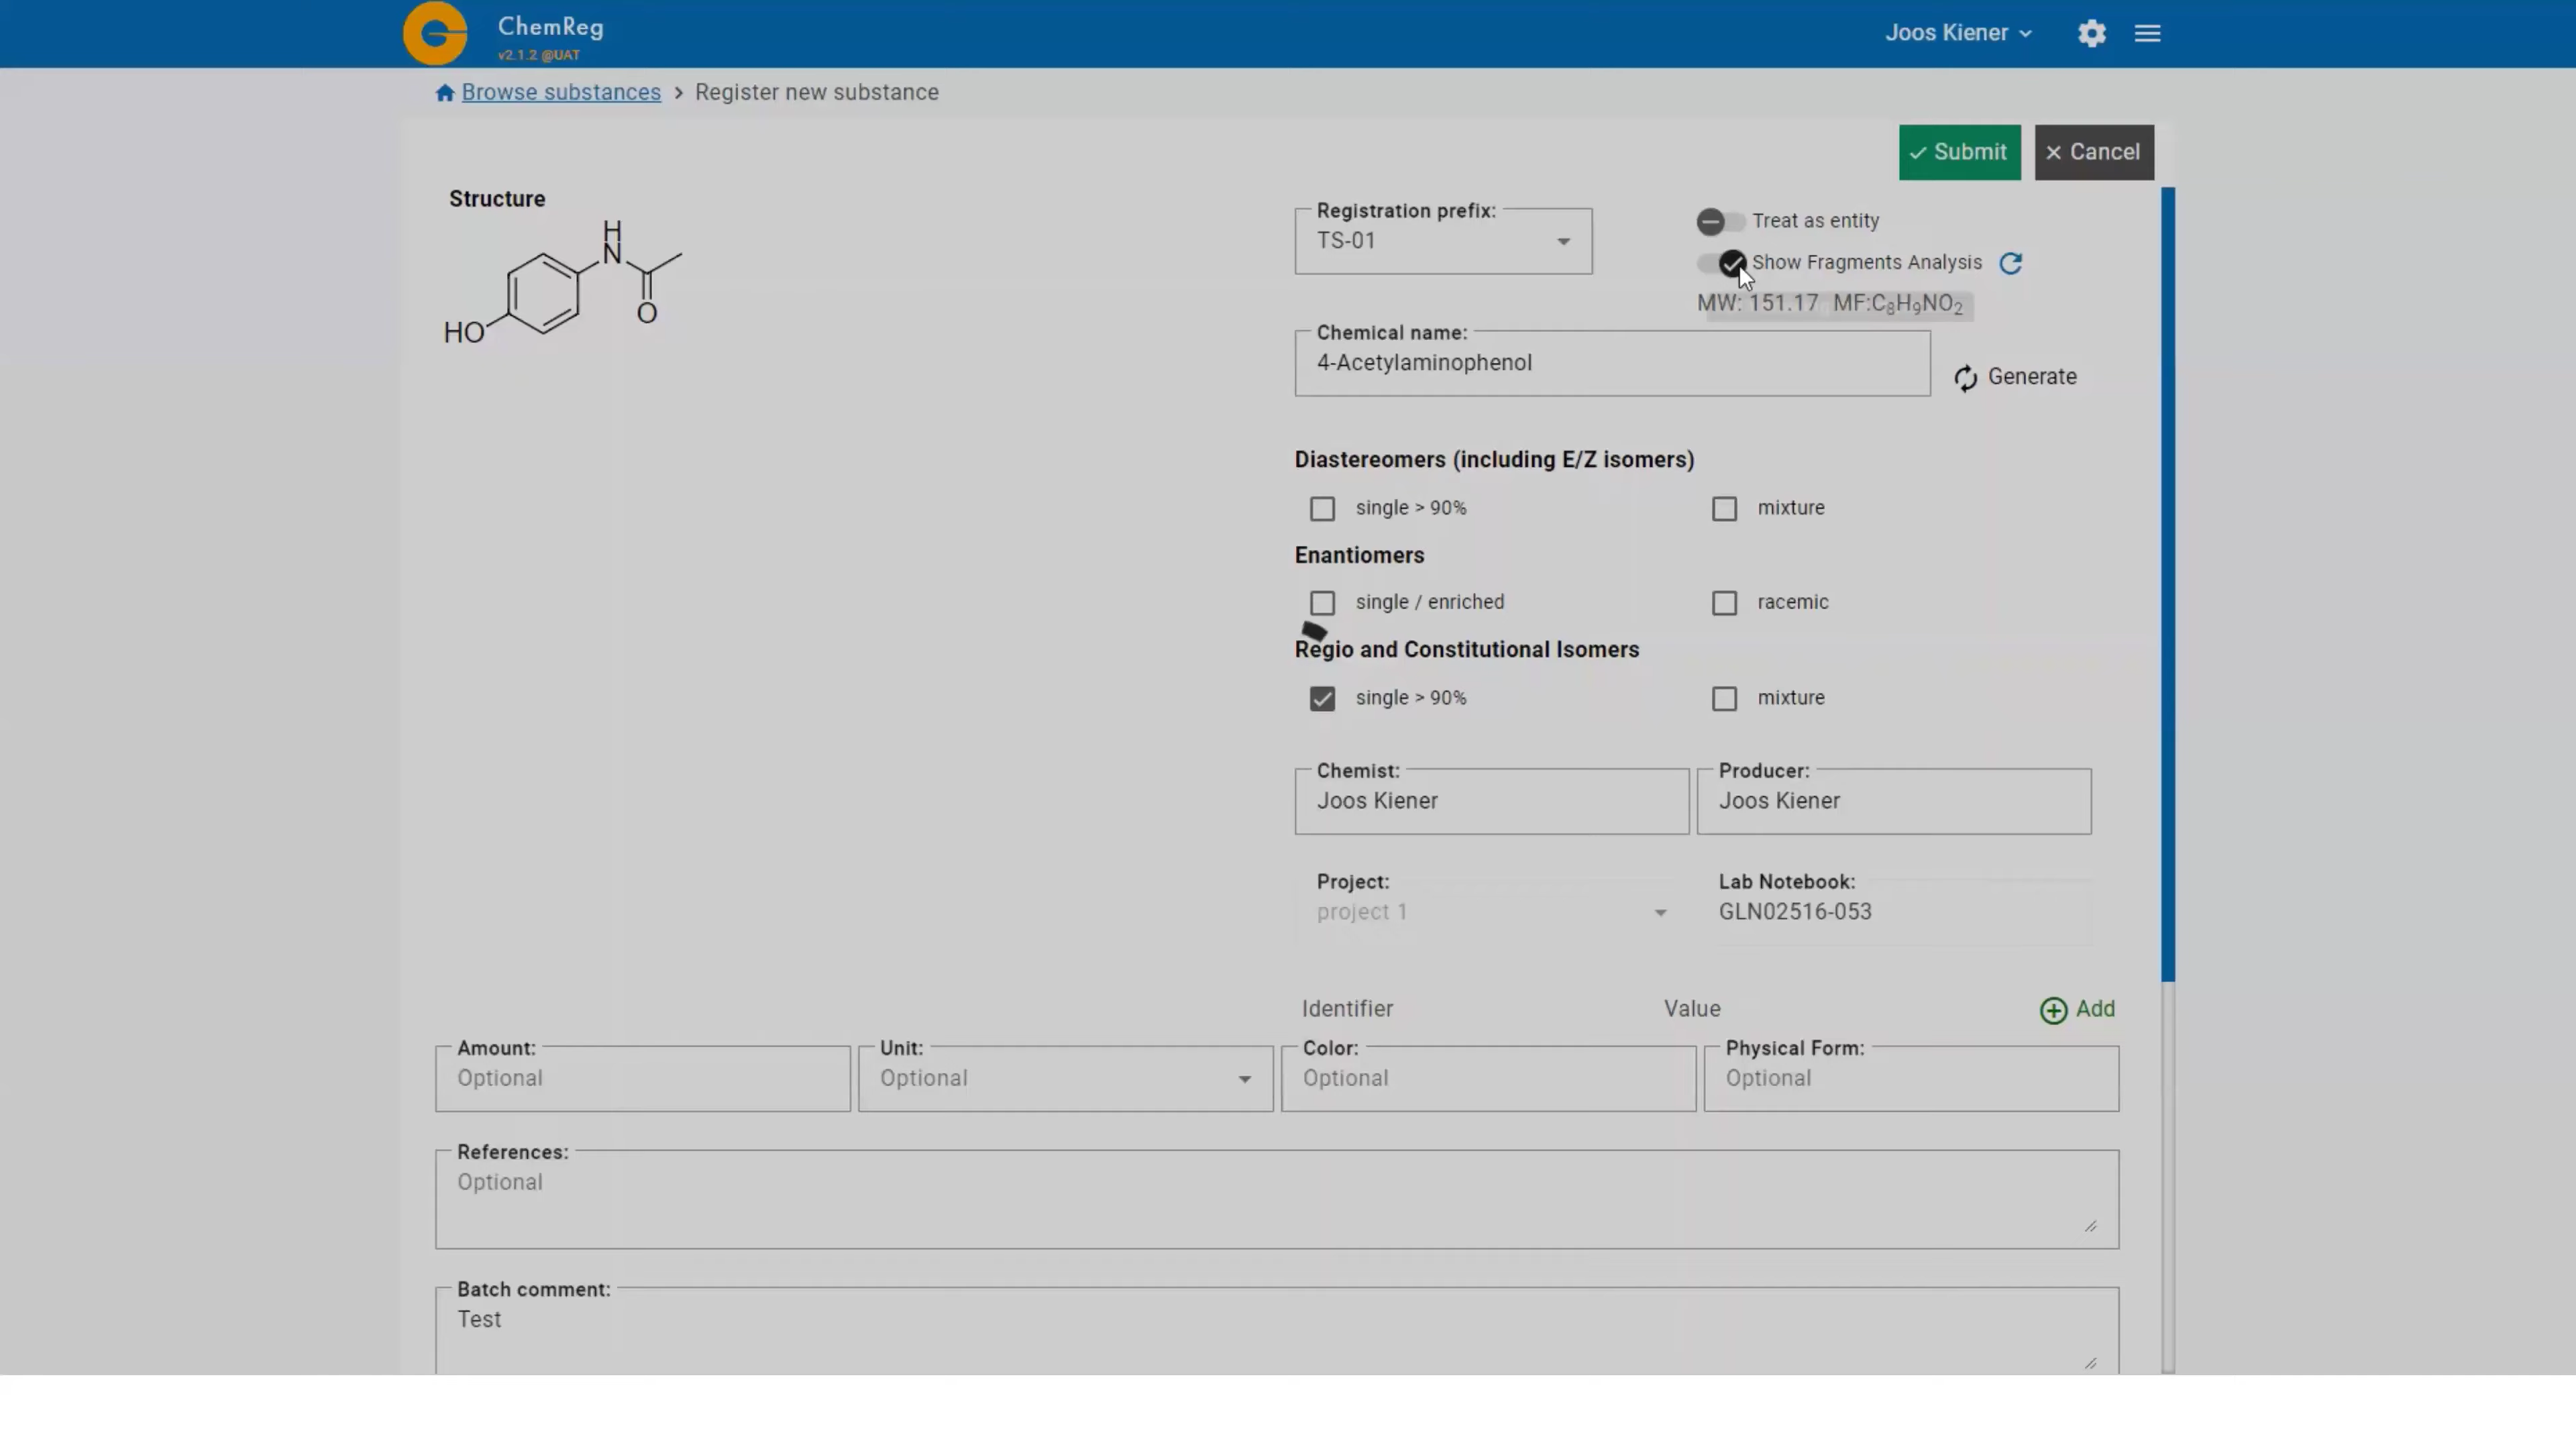 ChemReg
v2.1.2 @UAT
Joos Kiener
Browse substances > Register new substance
Submit
Cancel
Structure
H
N
O
HO
Registration prefix:
TS-01
Treat as entity
Show Fragments Analysis
MW: 151.17 MF:C₈H₉NO₂
Chemical name:
4-Acetylaminophenol
Generate
Diastereomers (including E/Z isomers)
single > 90%
mixture
Enantiomers
single / enriched
racemic
Regio and Constitutional Isomers
single > 90%
mixture
Chemist:
Joos Kiener
Producer:
Joos Kiener
Project:
project 1
Lab Notebook:
GLN02516-053
Identifier
Value
Add
Amount:
Optional
Unit:
Optional
Color:
Optional
Physical Form:
Optional
References:
Optional
Batch comment:
Test